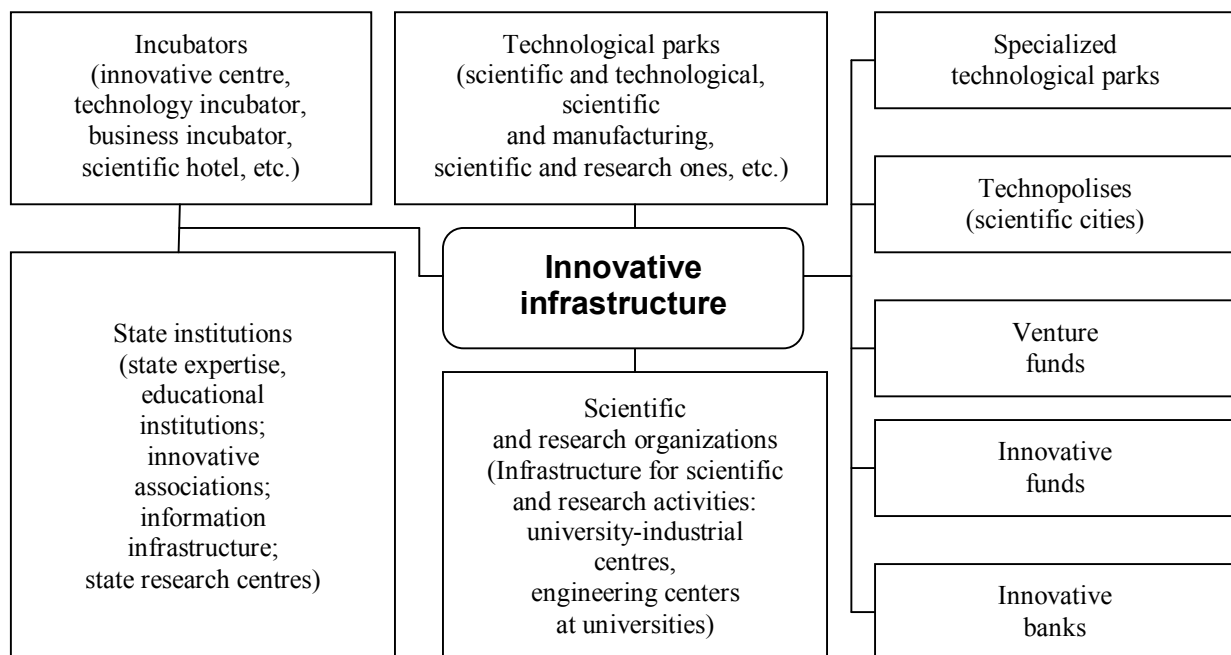 Incubators
(innovative centre,
technology incubator,
business incubator,
scientific hotel, etc.)
Technological parks
(scientific and technological,
scientific
and manufacturing,
scientific and research ones, etc.)
Specialized
technological parks
Technopolises
(scientific cities)
Innovative
infrastructure
State institutions
(state expertise,
educational
institutions;
innovative
associations;
information
infrastructure;
state research centres)
Scientific
and research organizations
(Infrastructure for scientific
and research activities:
university-industrial
centres,
engineering centers
at universities)
Venture
funds
Innovative
funds
Innovative
banks